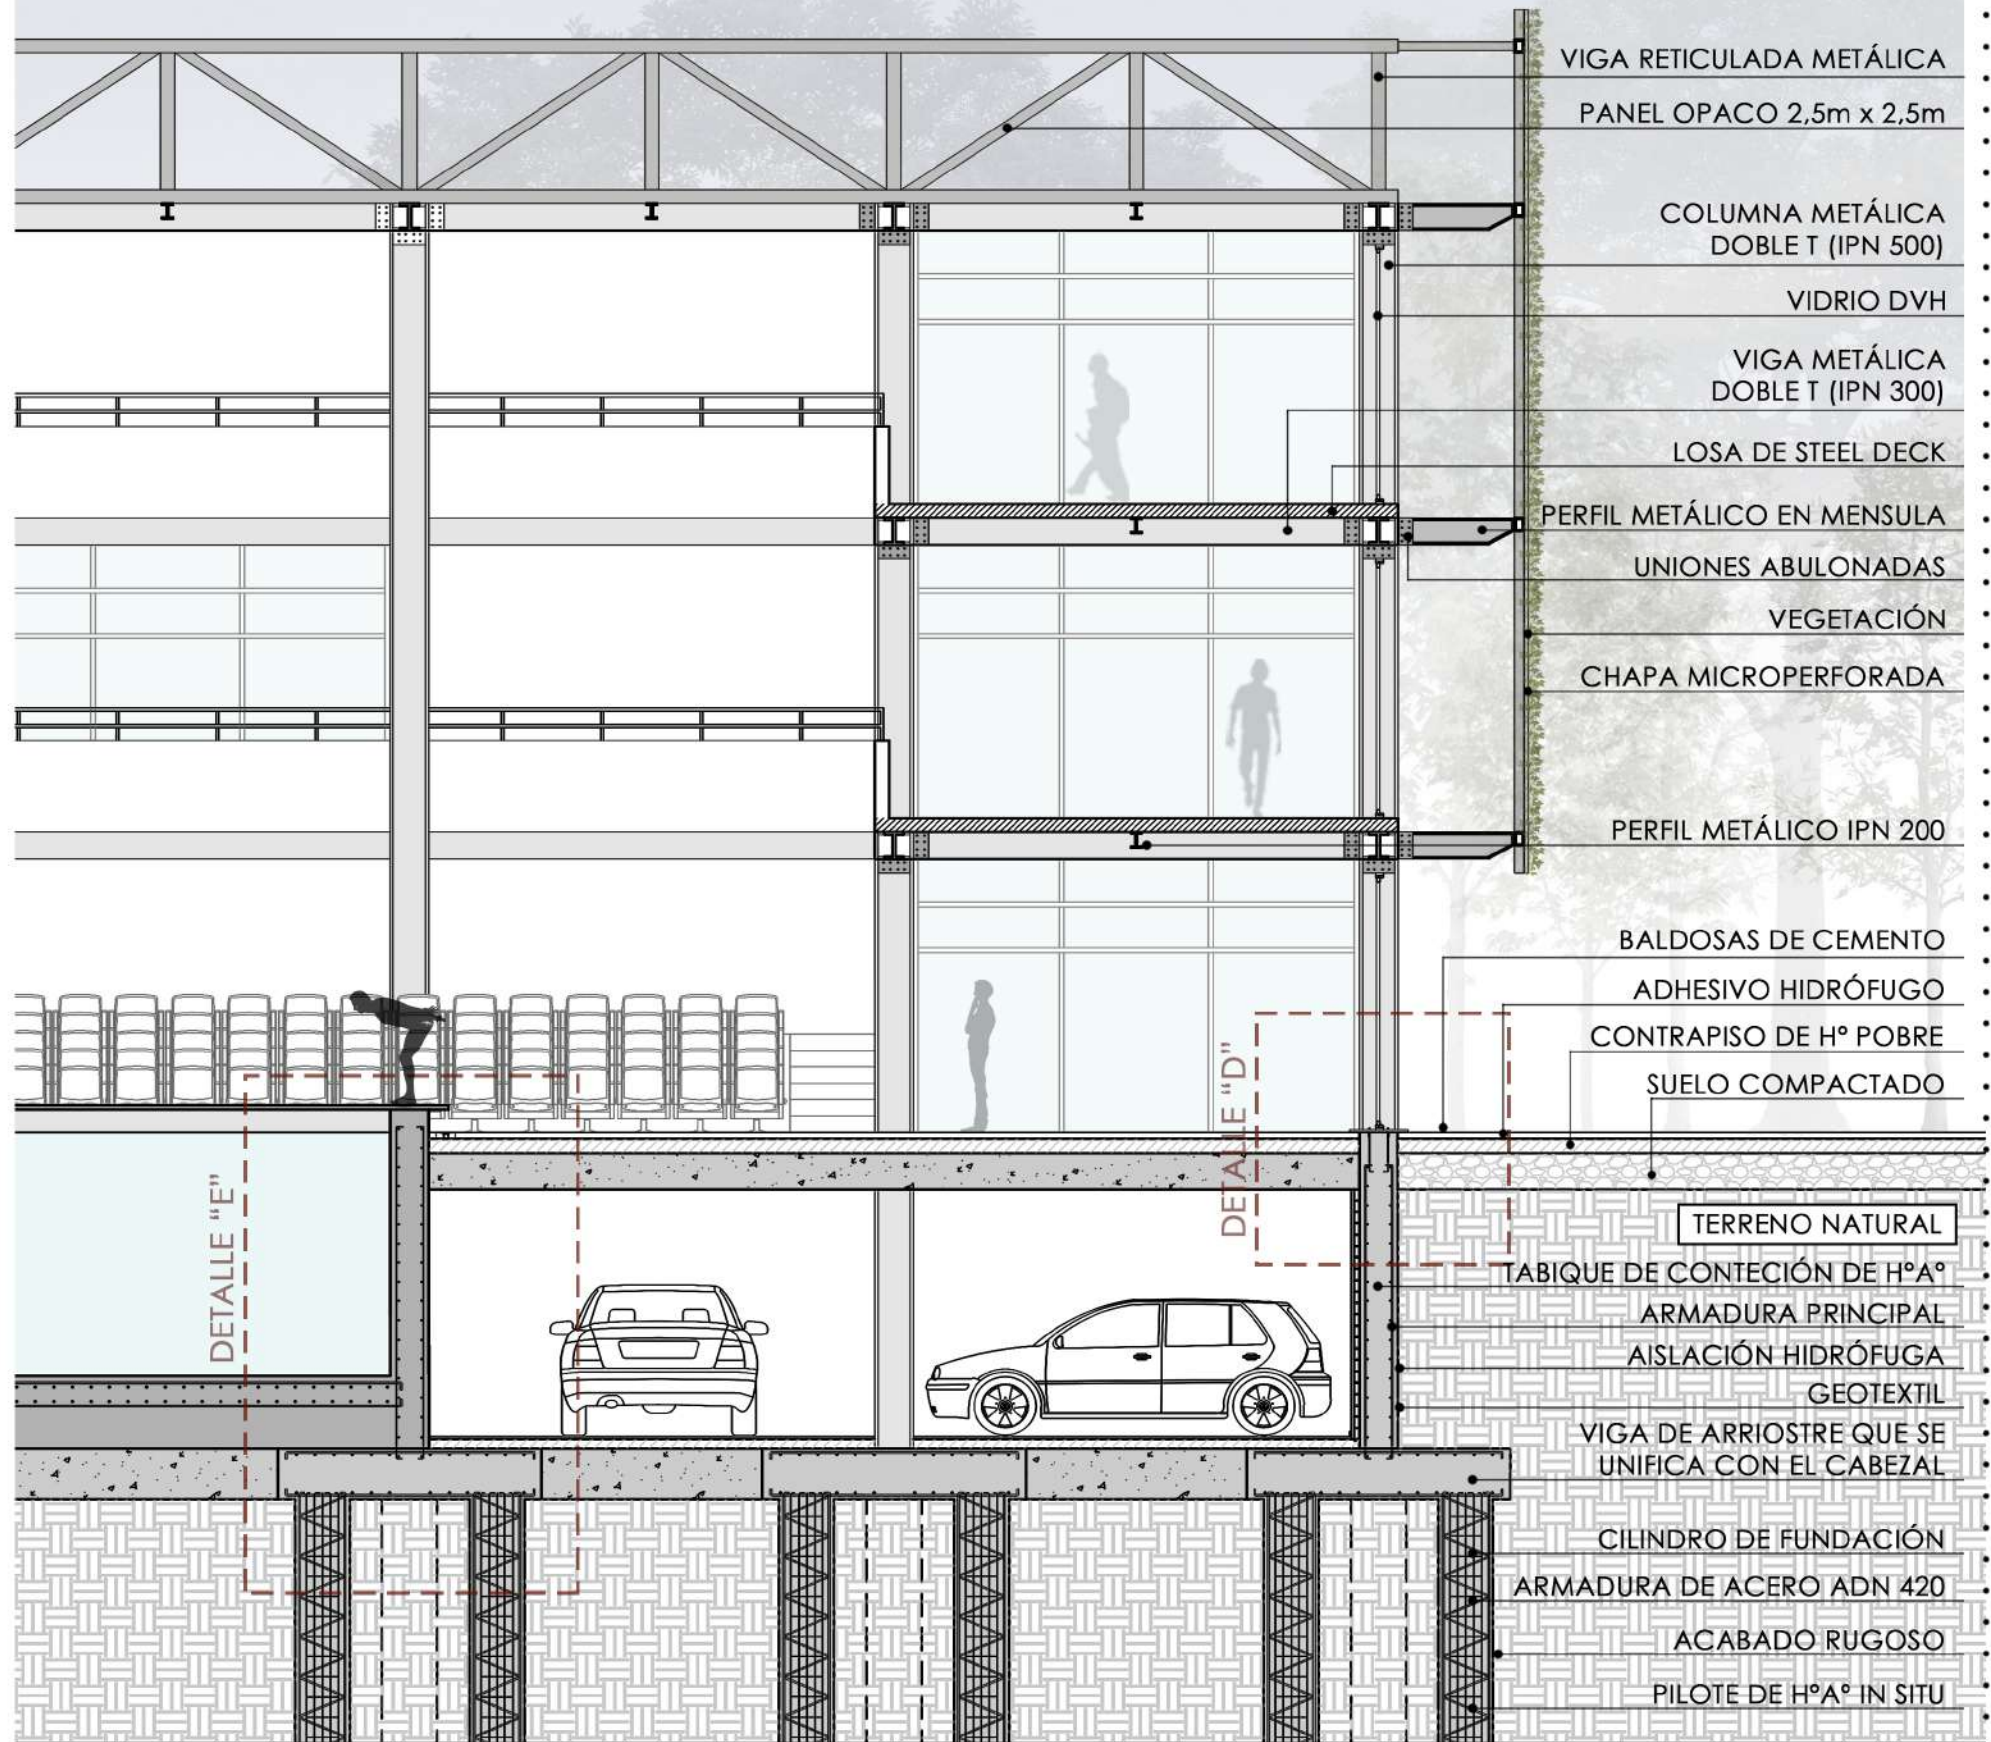 VIGA RETICULADA METÁLICA
PANEL OPACO 2,5m x 2,5m
COLUMNA METÁLICA
DOBLE T (IPN 500)
VIDRIO DVH
VIGA METÁLICA
DOBLE T (IPN 300)
LOSA DE STEEL DECK
PERFIL METÁLICO EN MENSULA
UNIONES ABULONADAS
VEGETACIÓN
CHAPA MICROPERFORADA
PERFIL METÁLICO IPN 200
BALDOSAS DE CEMENTO
ADHESIVO HIDRÓFUGO
CONTRAPISO DE Hº POBRE
SUELO COMPACTADO
DETALLE "D"
DETALLE "E"
TERRENO NATURAL
TABIQUE DE CONTECIÓN DE HºAº
ARMADURA PRINCIPAL
AISLACIÓN HIDRÓFUGA
GEOTEXTIL
VIGA DE ARRIOSTRE QUE SE
UNIFICA CON EL CABEZAL
CILINDRO DE FUNDACIÓN
ARMADURA DE ACERO ADN 420
ACABADO RUGOSO
PILOTE DE HºAº IN SITU